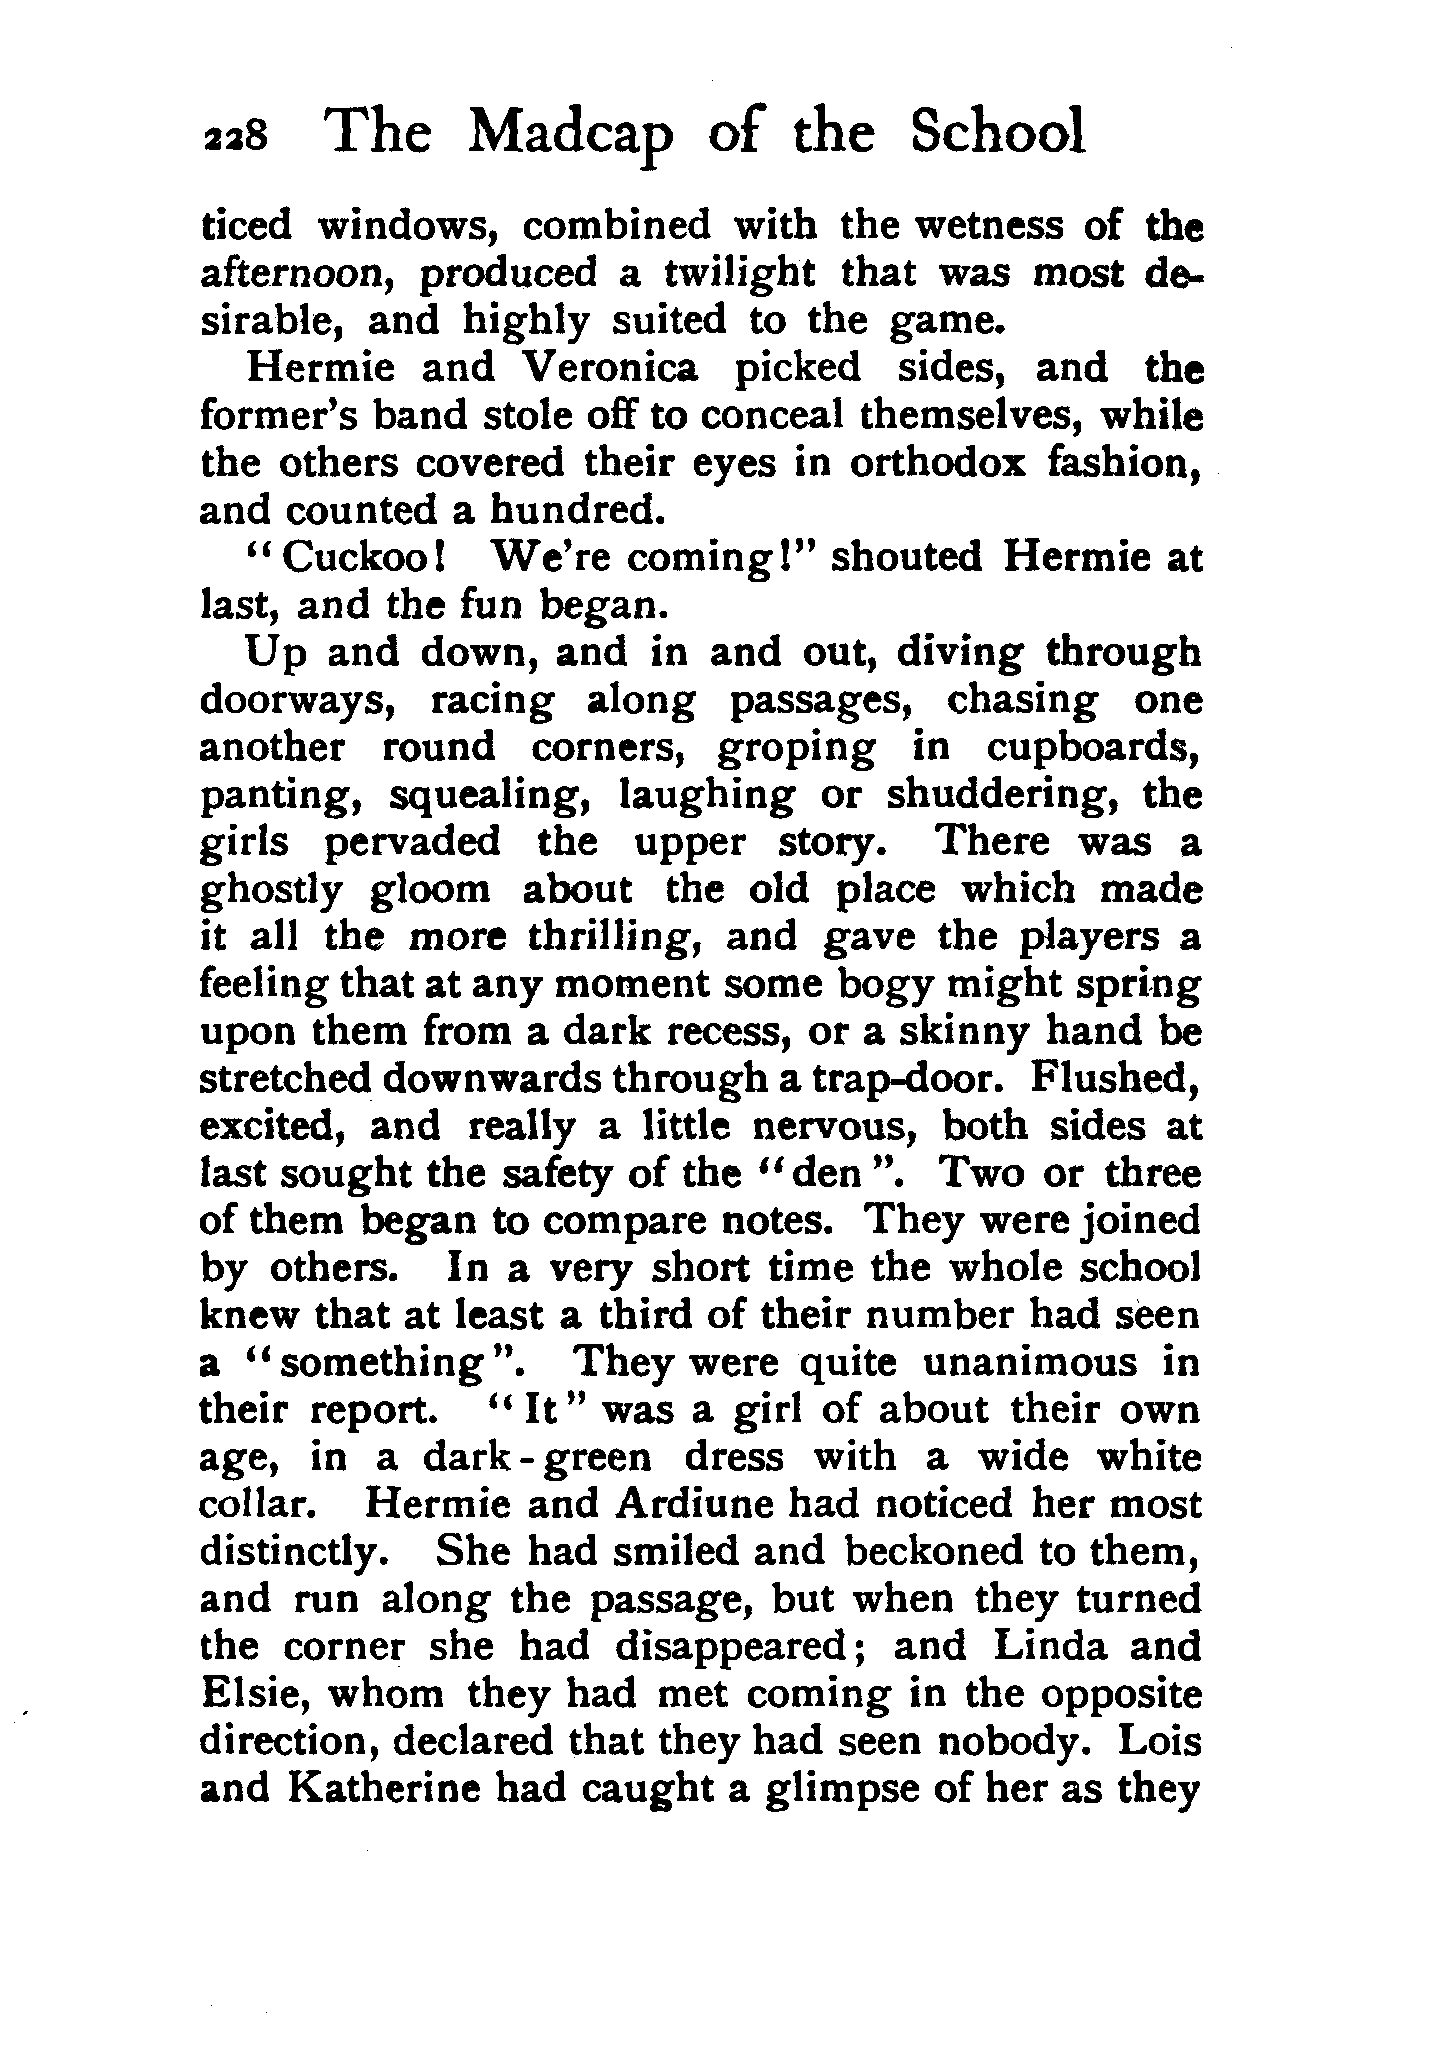 228 The Madcap of the School
ticed windows, combined with the wetness of the
afternoon, produced a twilight that was most de-
sirable, and highly suited to the game.
Hermie and Veronica picked sides, and the
former's band stole off to conceal themselves, while
the others covered their eyes in orthodox fashion,
and counted a hundred.
"Cuckoo! We're coming!" shouted Hermie at
last, and the fun began.
Up and down, and in and out, diving through
doorways, racing along passages, chasing one
another round corners, groping in cupboards,
panting, squealing, laughing or shuddering, the
girls pervaded the upper story. There was a
ghostly gloom about the old place which made
it all the more thrilling, and gave the players a
feeling that at any moment some bogy might spring
upon them from a dark recess, or a skinny hand be
stretched downwards through a trap-door. Flushed,
excited, and really a little nervous, both sides at
last sought the safety of the "den". Two or three
of them began to compare notes. They were joined
by others. In a very short time the whole school
knew that at least a third of their number had seen
a "something". They were quite unanimous in
their report. "It" was a girl of about their own
age, in a dark-green dress with a wide white
collar. Hermie and Ardiune had noticed her most
distinctly. She had smiled and beckoned to them,
and run along the passage, but when they turned
the corner she had disappeared; and Linda and
Elsie, whom they had met coming in the opposite
direction, declared that they had seen nobody. Lois
and Katherine had caught a glimpse of her as they